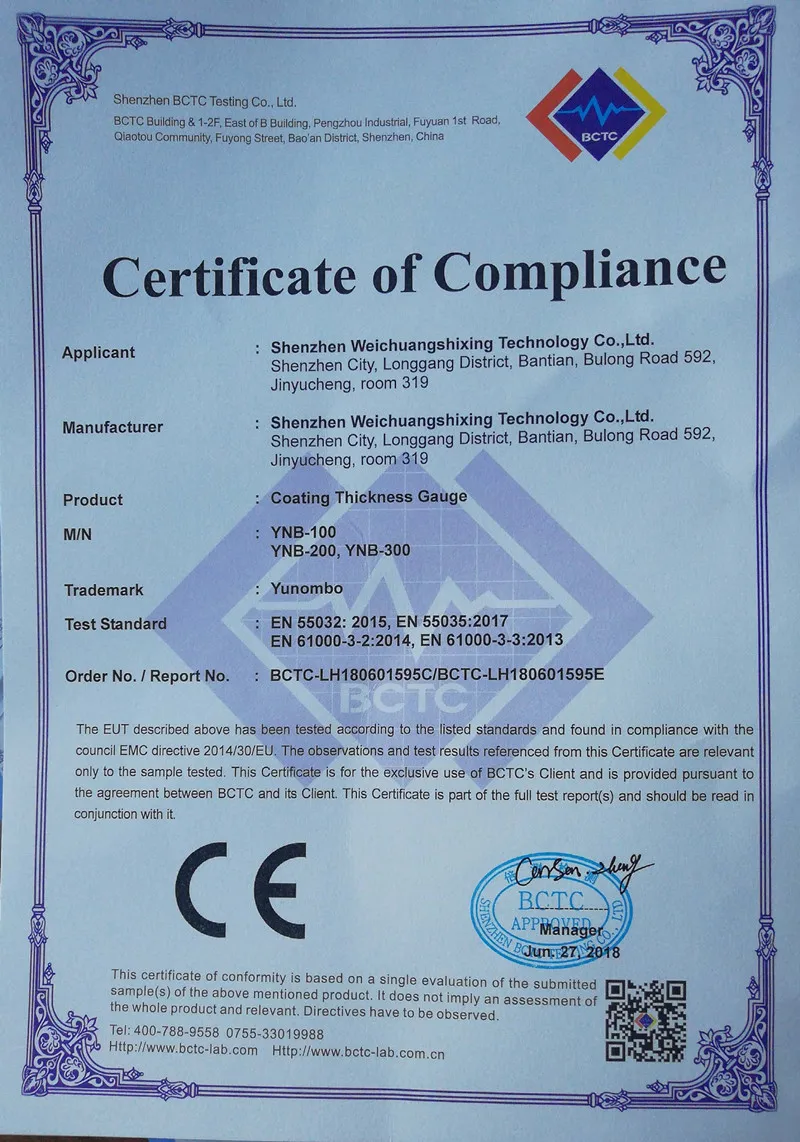 Shenzhen BCTC Testing Co., Ltd.
BCTC Building & 1-2F, East of B Building, Pengzhou Industrial, Fuyuan 1st Road,
Qiaotou Community, Fuyong Street, Bao'an District, Shenzhen, China
BCTC
Certificate of Compliance
Applicant : Shenzhen Weichuangshixing Technology Co.,Ltd.
Shenzhen City, Longgang District, Bantian, Bulong Road 592,
Jinyucheng, room 319
Manufacturer : Shenzhen Weichuangshixing Technology Co.,Ltd.
Shenzhen City, Longgang District, Bantian, Bulong Road 592,
Jinyucheng, room 319
Product : Coating Thickness Gauge
M/N : YNB-100
YNB-200, YNB-300
Trademark : Yunombo
Test Standard : EN 55032: 2015, EN 55035:2017
EN 61000-3-2:2014, EN 61000-3-3:2013
Order No. / Report No. : BCTC-LH180601595C/BCTC-LH180601595E
BCTC
The EUT described above has been tested according to the listed standards and found in compliance with the
council EMC directive 2014/30/EU. The observations and test results referenced from this Certificate are relevant
only to the sample tested. This Certificate is for the exclusive use of BCTC's Client and is provided pursuant to
the agreement between BCTC and its Client. This Certificate is part of the full test report(s) and should be read in
conjunction with it.
CE
BCTC
APPROVED
Manager
Jun. 27, 2018
This certificate of conformity is based on a single evaluation of the submitted
sample(s) of the above mentioned product. It does not imply an assessment of
the whole product and relevant. Directives have to be observed.
Tel: 400-788-9558 0755-33019988
Http://www.bctc-lab.com Http://www.bctc-lab.com.cn